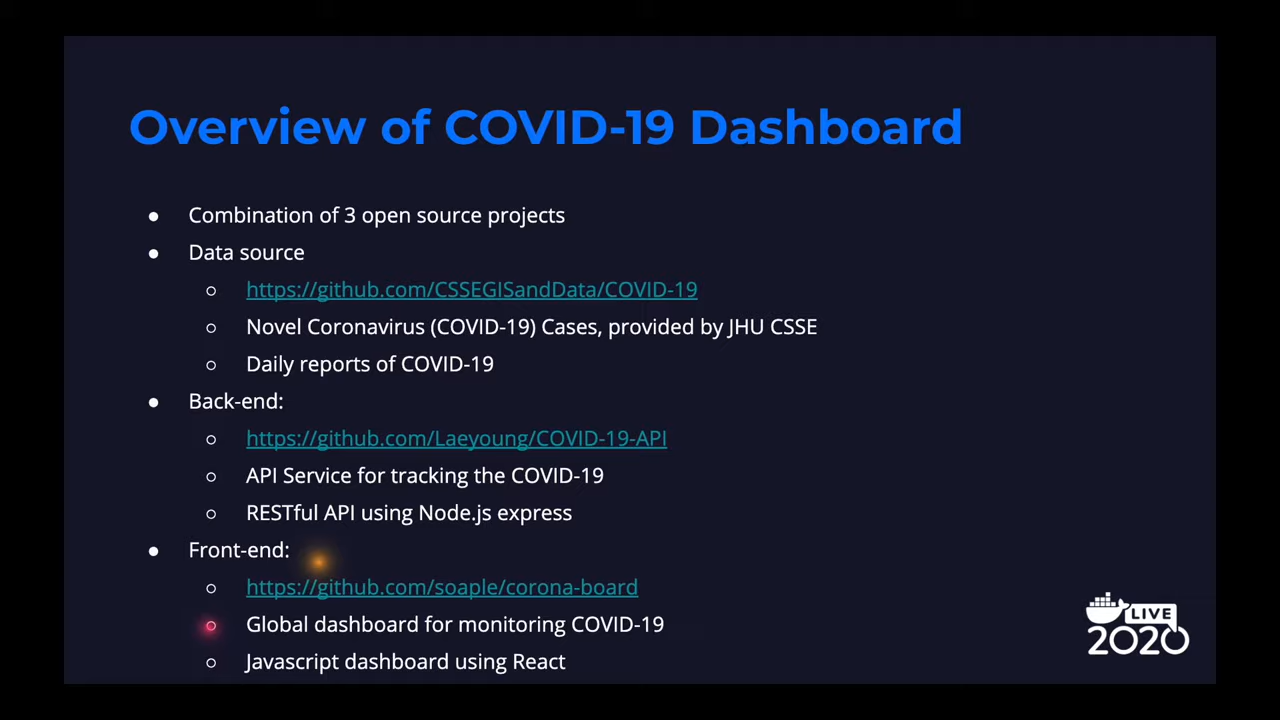 Overview of COVID-19 Dashboard
● Combination of 3 open source projects
● Data source
○ https://github.com/CSSEGISandData/COVID-19
○ Novel Coronavirus (COVID-19) Cases, provided by JHU CSSE
○ Daily reports of COVID-19
● Back-end:
○ https://github.com/Laeyoung/COVID-19-API
○ API Service for tracking the COVID-19
○ RESTful API using Node.js express
● Front-end:
○ https://github.com/soaple/corona-board
○ Global dashboard for monitoring COVID-19
○ Javascript dashboard using React
LIVE
2020